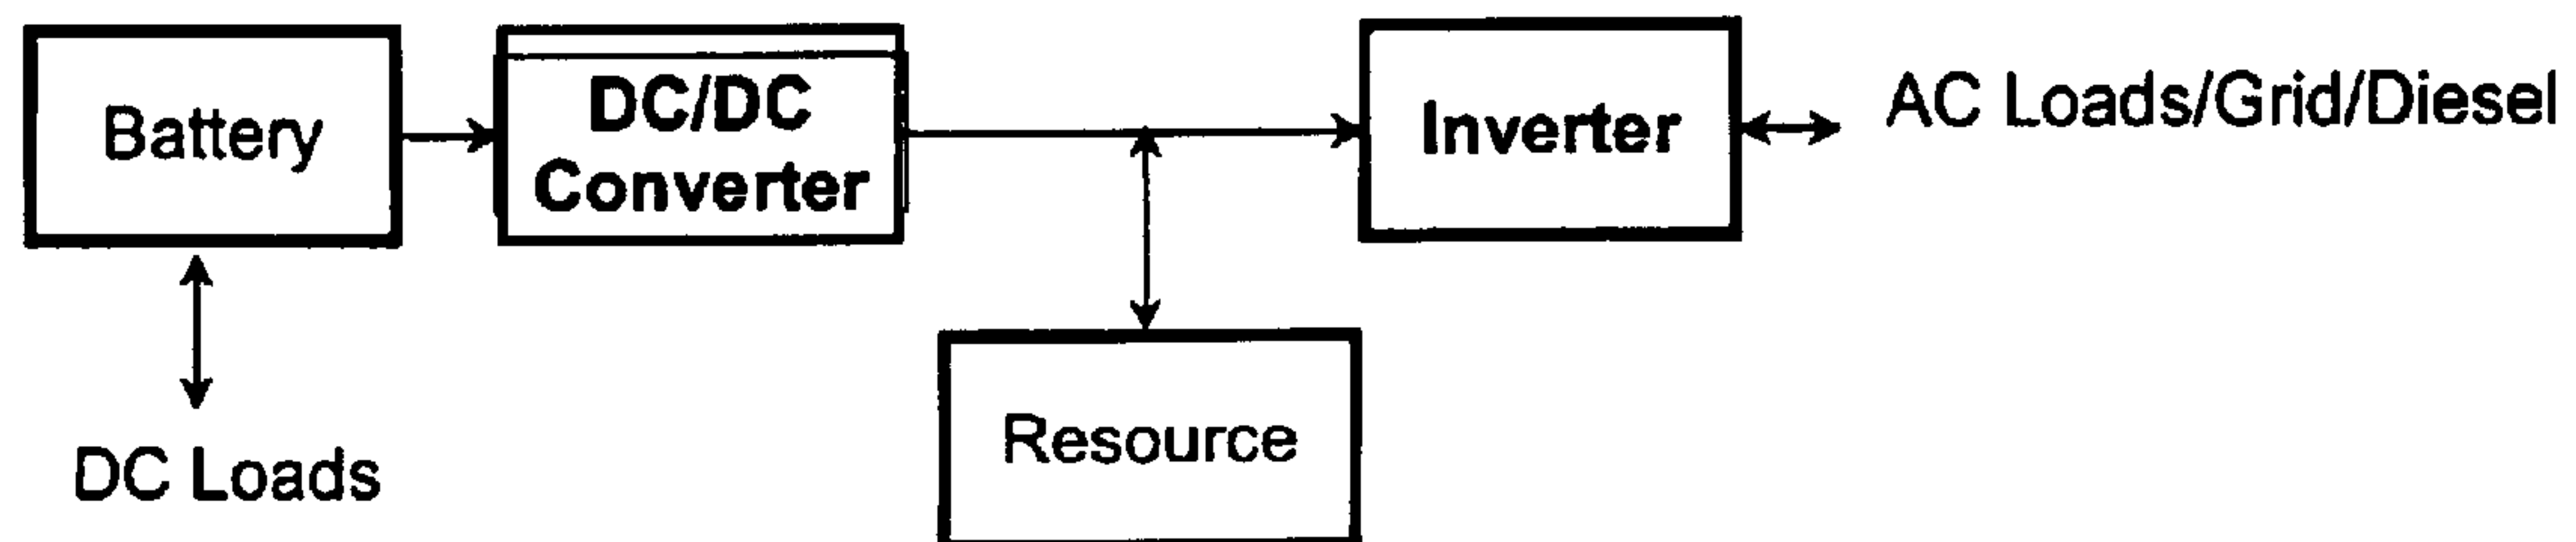 Battery
DC/DC
Converter
Inverter
AC Loads/Grid/Diesel
DC Loads
Resource